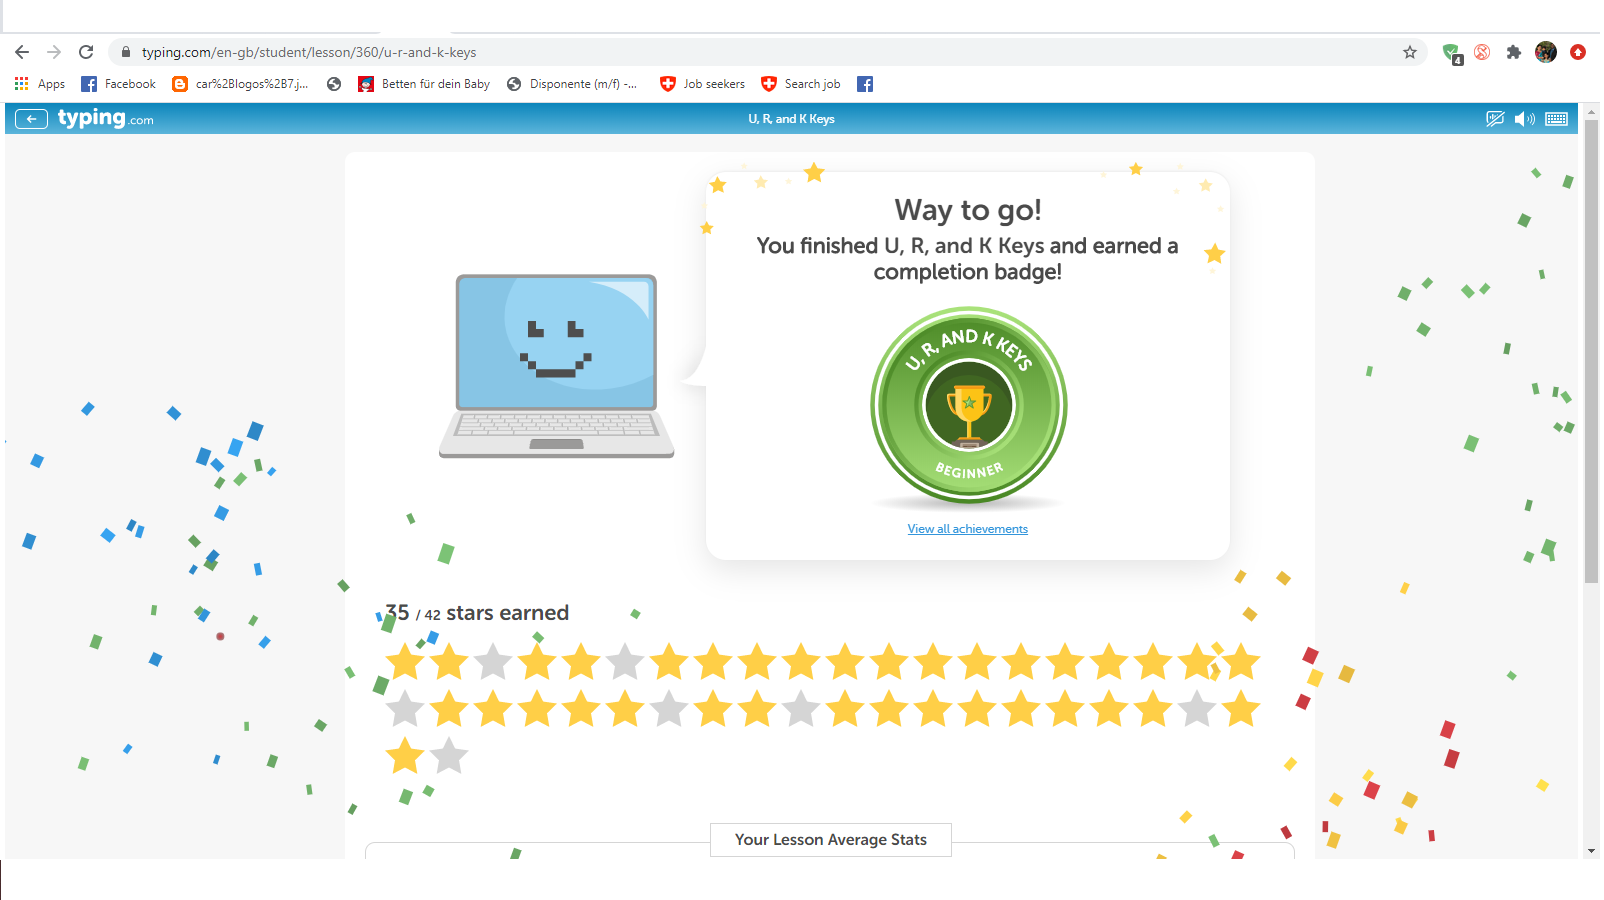 typing.com/en-gb/student/lesson/360/u-r-and-k-keys
4
Apps Facebook car%2Blogos%2B7.j... Betten für dein Baby Disponente (m/f) -... Job seekers Search job
typing.com U, R, and K Keys
Way to go!
You finished U, R, and K Keys and earned a
completion badge!
U, R, AND K KEYS
BEGINNER
View all achievements
35 / 42 stars earned
Your Lesson Average Stats